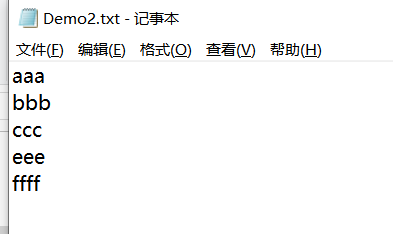 Demo2.txt - 记事本
文件(F) 编辑(E) 格式(O) 查看(V) 帮助(H)
aaa
bbb
ccc
eee
ffff